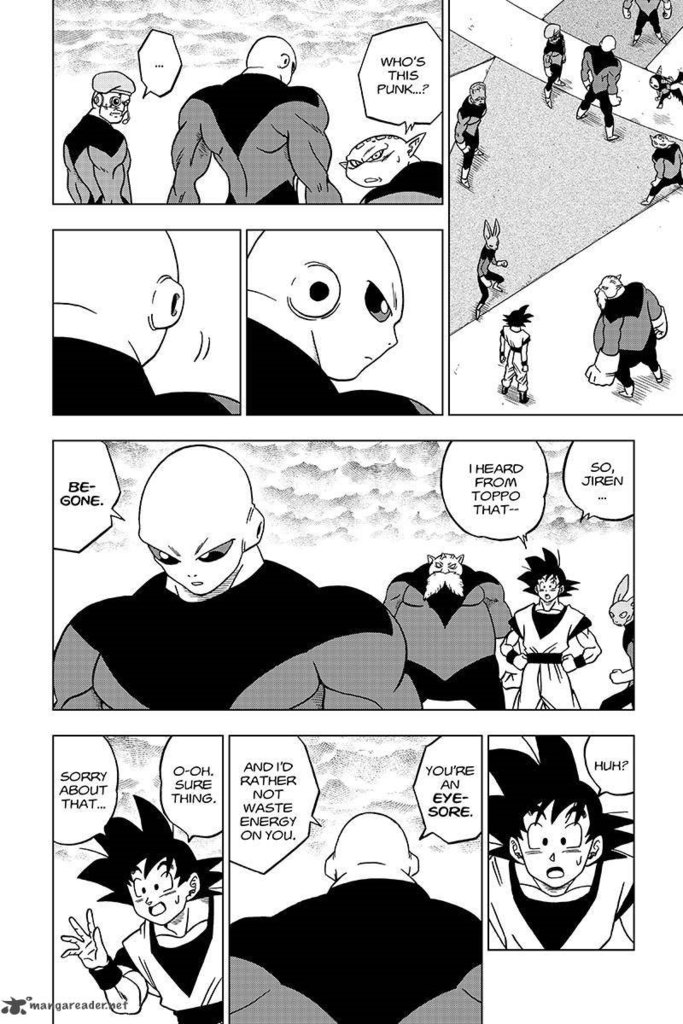 WHO'S
THIS
PUNK...?
...
SO,
JIREN
...
I HEARD
FROM
TOPPO
THAT--
BE-
GONE.
HUH?
YOU'RE
AN
EYE-
SORE.
AND I'D
RATHER
NOT
WASTE
ENERGY
ON YOU.
O-OH.
SURE
THING.
SORRY
ABOUT
THAT...
mangareader.net